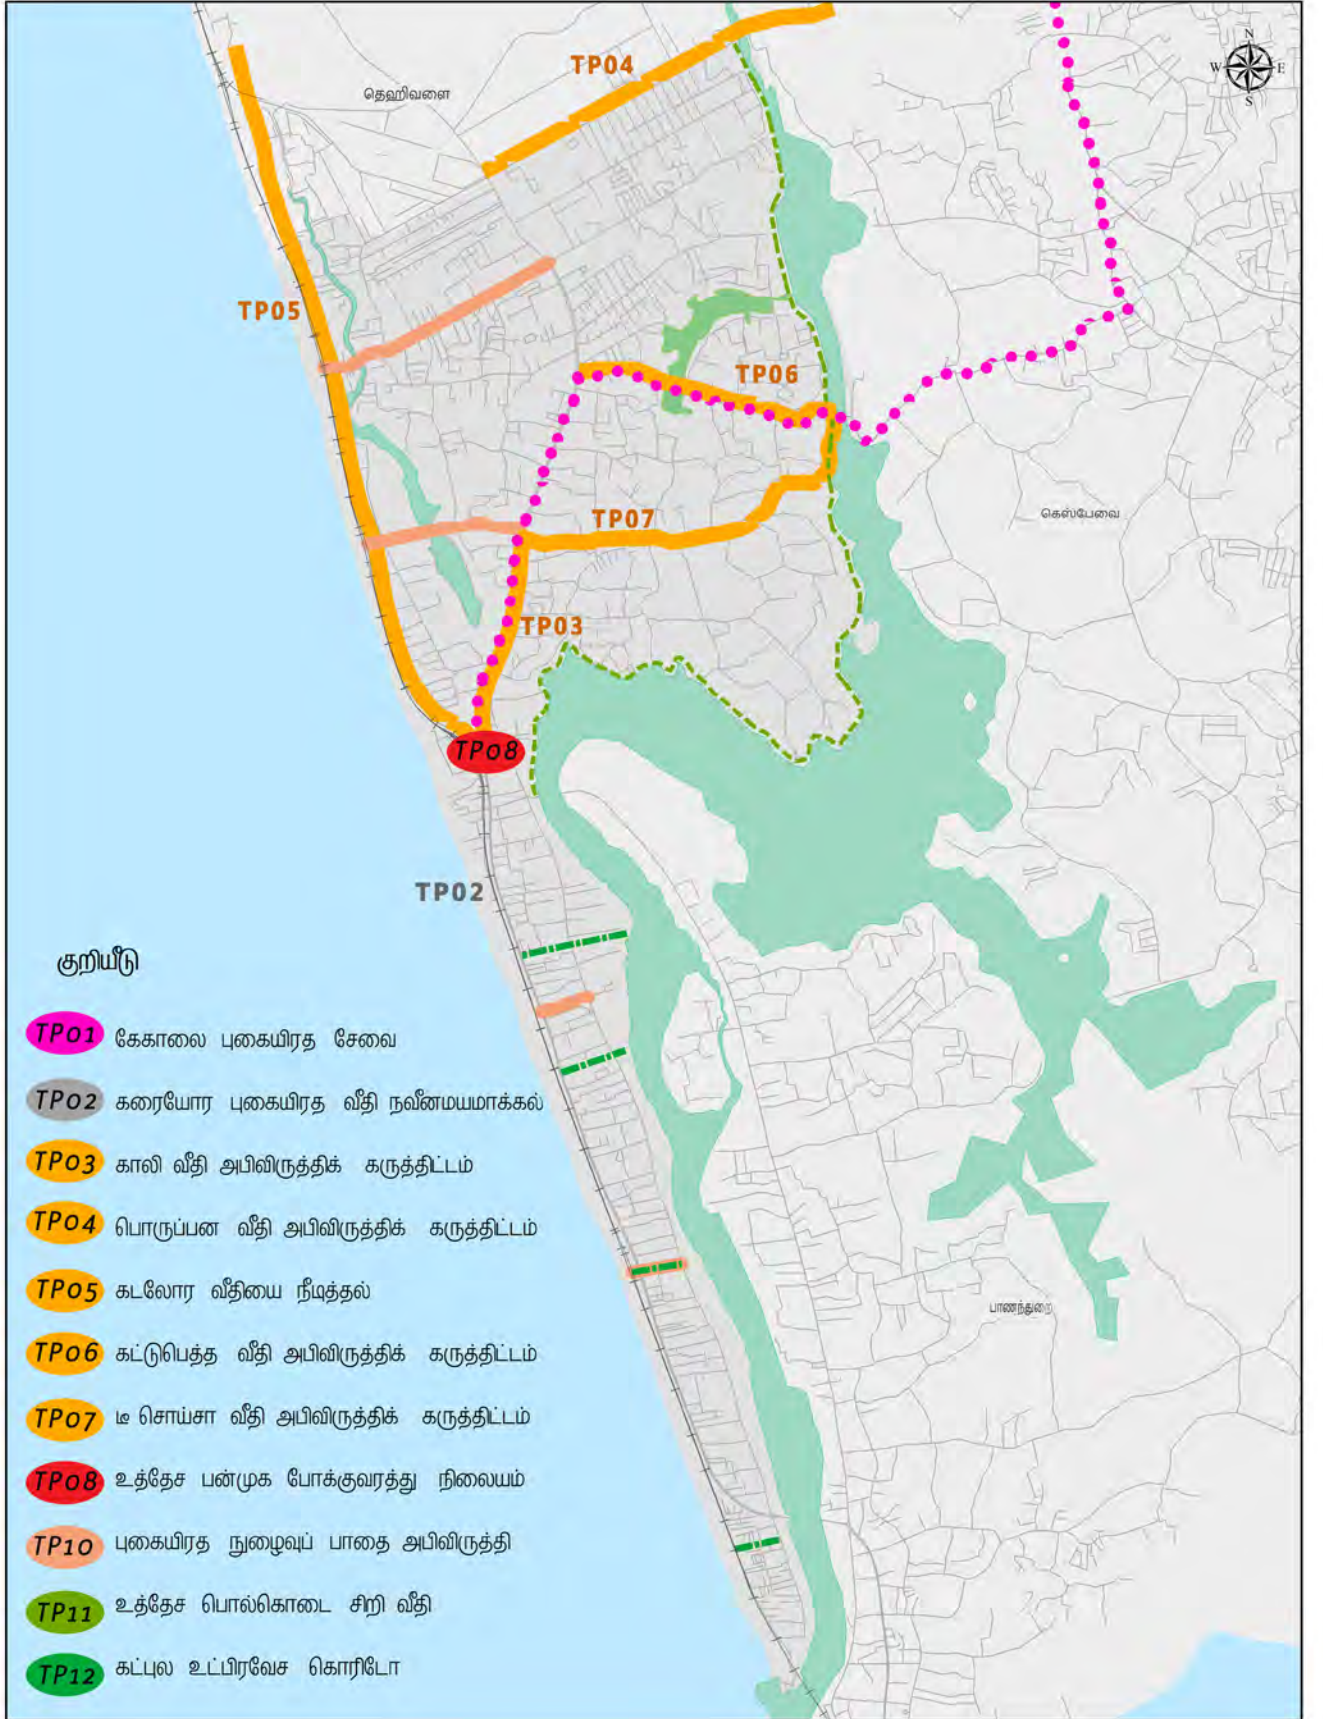 N
W E
S
TP04
தெஹிவளை
TP05
TP06
கெஸ்பேவை
TP07
TP03
TP08
TP02
குறியீடு
TP01 கேகாலை புகையிரத சேவை
TP02 கரையோர புகையிரத வீதி நவீனமயமாக்கல்
TP03 காலி வீதி அபிவிருத்திக் கருத்திட்டம்
TP04 பொருப்பன வீதி அபிவிருத்திக் கருத்திட்டம்
TP05 கடலோர வீதியை நீடித்தல்
பாணந்துறை
TP06 கட்டுபெத்த வீதி அபிவிருத்திக் கருத்திட்டம்
TP07 டீ சொய்சா வீதி அபிவிருத்திக் கருத்திட்டம்
TP08 உத்தேச பன்முக போக்குவரத்து நிலையம்
TP10 புகையிரத நுழைவுப் பாதை அபிவிருத்தி
TP11 உத்தேச பொல்கொடை சிறி வீதி
TP12 கட்புல உட்பிரவேச கொரிடோ